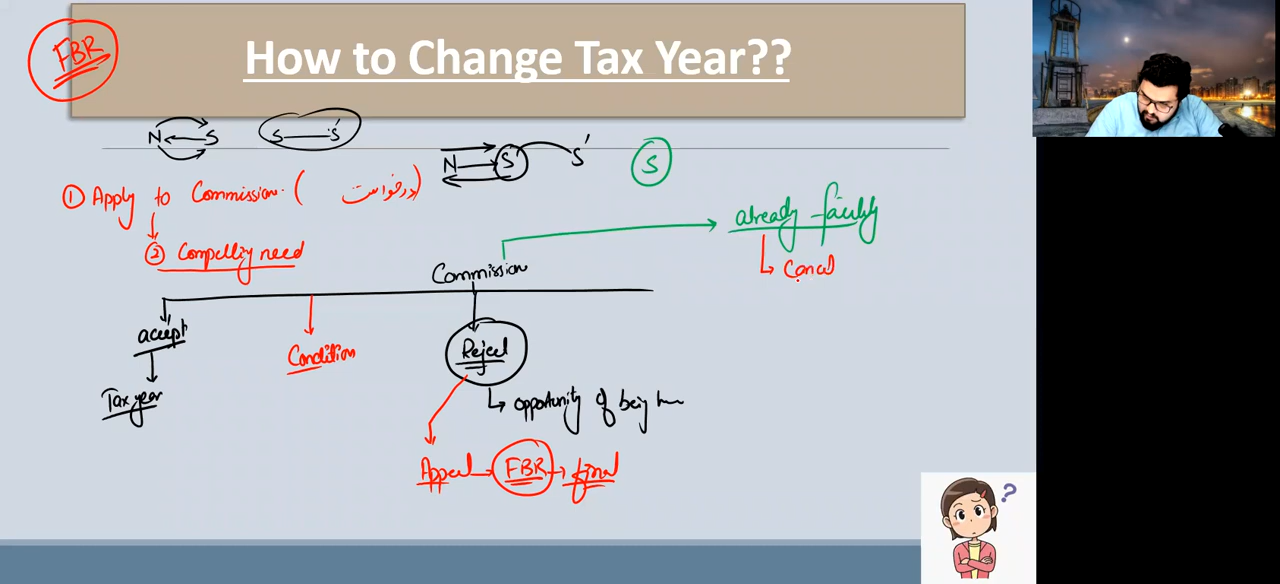 FBR
How to Change Tax Year??
N S S S'
N S' S' S
① Apply to Commission. (درخواست)
② Compelling need
already facility
Cancel
Commission
accept
Condition
Reject
Tax year
opportunity of being
Appeal FBR final
?